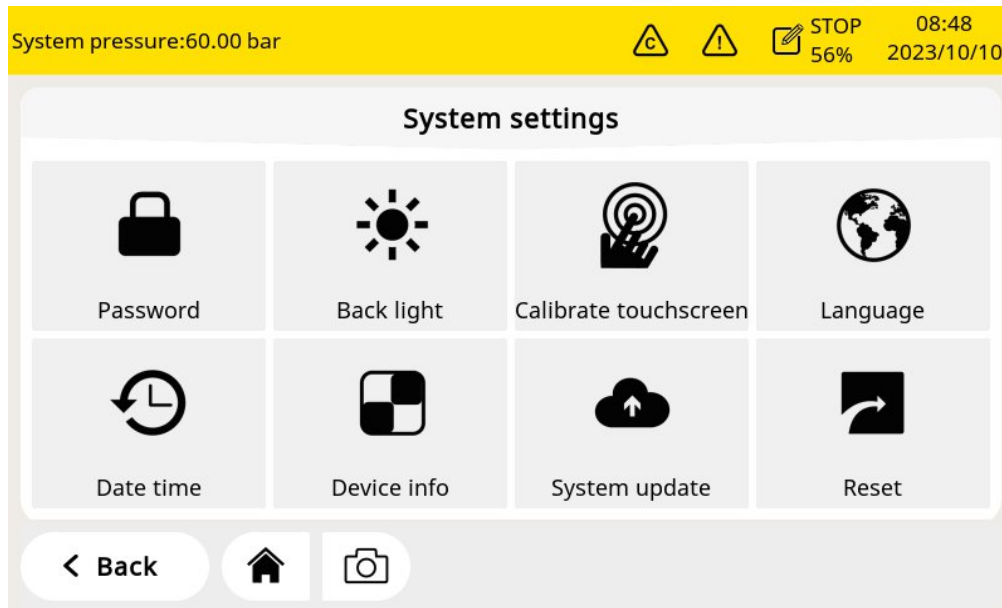 System pressure:60.00 bar
C
!
STOP
56%
08:48
2023/10/10
System settings
Password
Back light
Calibrate touchscreen
Language
Date time
Device info
System update
Reset
Back